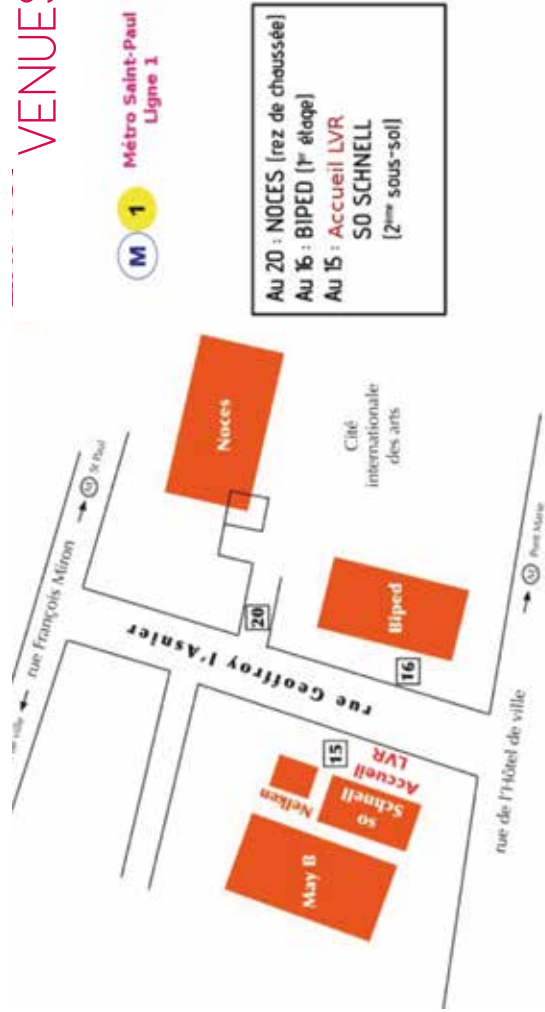 VENUES
M 1 Métro Saint-Paul
Ligne 1
Au 20 : NOCES (rez de chaussée)
Au 16 : BIPED (1er étage)
Au 15 : Accueil LVR
SO SCHNELL
(2ème sous-sol)
ville
rue François Miron
M St Paul
Noces
Cité
internationale
des arts
20
rue Geoffroy l'Asnier
Biped
16
15
Accueil
LVR
Nelken
so
Schnell
May B
rue de l'Hôtel de ville
M Pont Marie